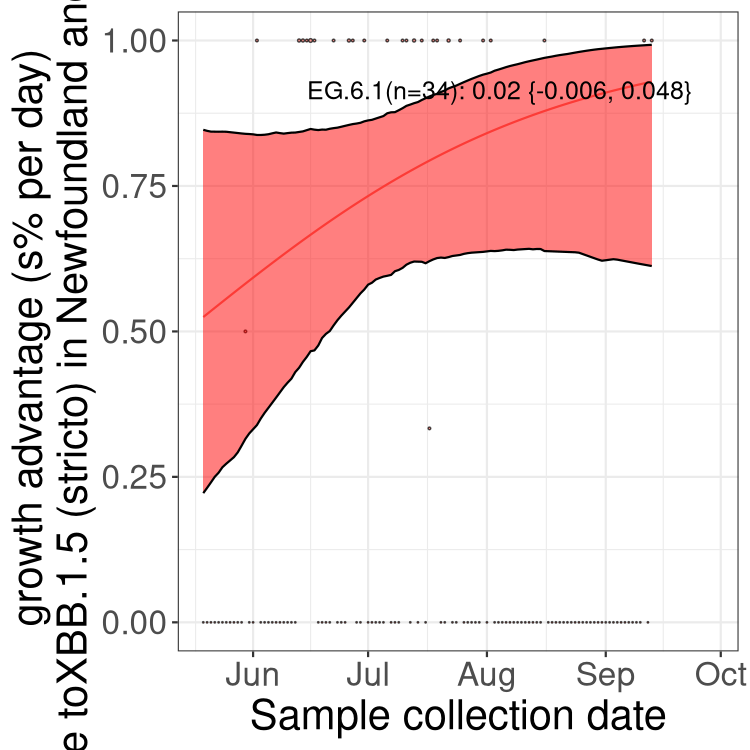 growth advantage (s% per day)
toXBB.1.5 (stricto) in Newfoundland
1.00
0.75
0.50
0.25
0.00
EG.6.1(n=34): 0.02 {-0.006, 0.048}
Jun Jul Aug Sep Oct
Sample collection date